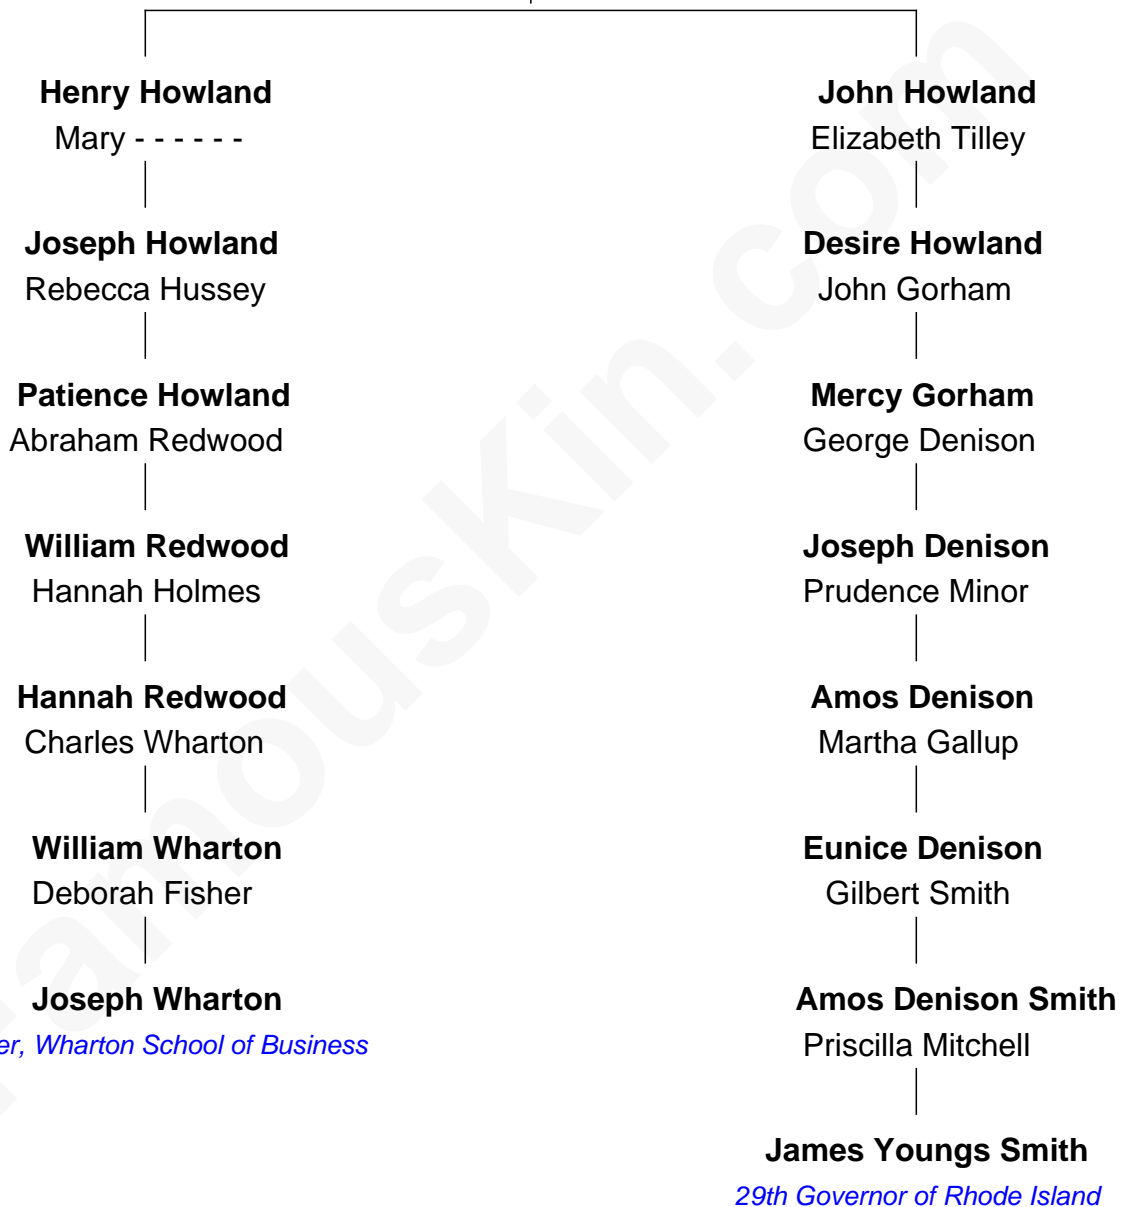 Henry Howland
Mary - - - - - -
Joseph Howland
Rebecca Hussey
Patience Howland
Abraham Redwood
William Redwood
Hannah Holmes
Hannah Redwood
Charles Wharton
William Wharton
Deborah Fisher
Joseph Wharton
Wharton School of Business
John Howland
Elizabeth Tilley
Desire Howland
John Gorham
Mercy Gorham
George Denison
Joseph Denison
Prudence Minor
Amos Denison
Martha Gallup
Eunice Denison
Gilbert Smith
Amos Denison Smith
Priscilla Mitchell
James Youngs Smith
29th Governor of Rhode Island
FamousKin.com